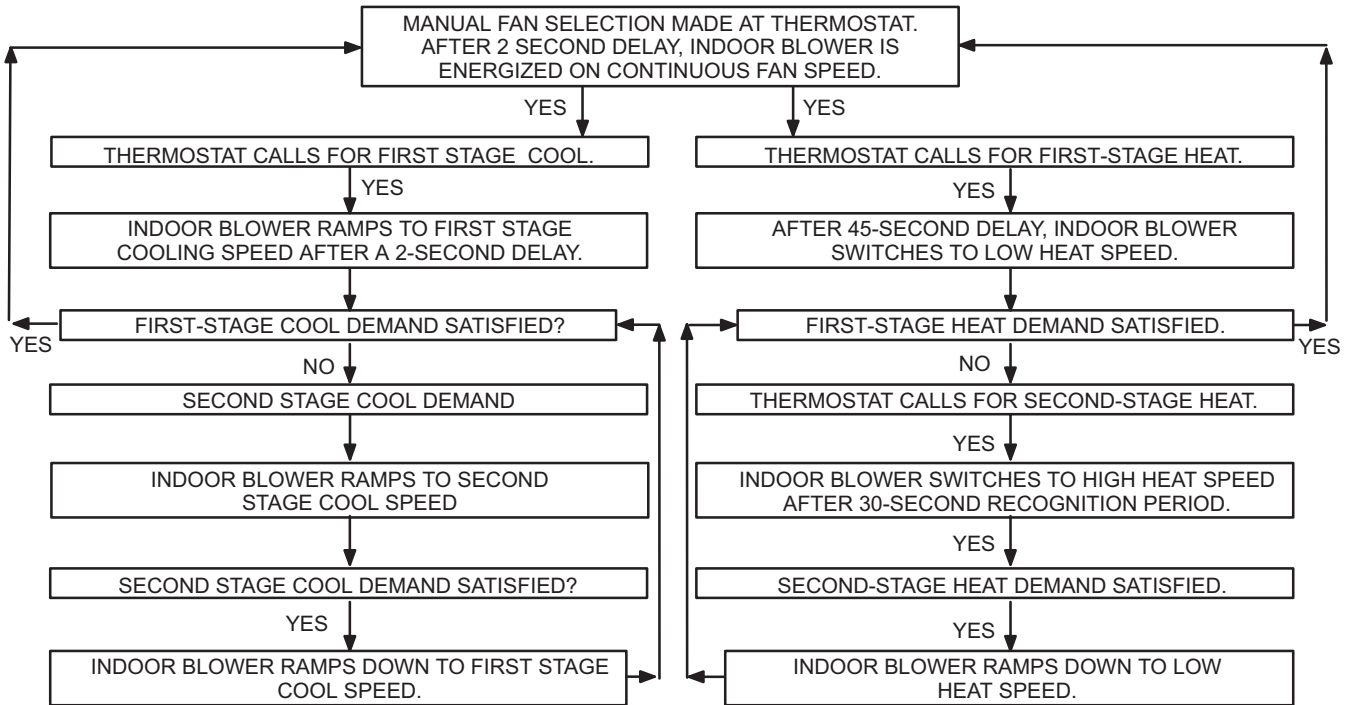 MANUAL FAN SELECTION MADE AT THERMOSTAT.
AFTER 2 SECOND DELAY, INDOOR BLOWER IS
ENERGIZED ON CONTINUOUS FAN SPEED.
YES
YES
THERMOSTAT CALLS FOR FIRST STAGE COOL.
YES
INDOOR BLOWER RAMPS TO FIRST STAGE
COOLING SPEED AFTER A 2-SECOND DELAY.
FIRST-STAGE COOL DEMAND SATISFIED?
YES
NO
SECOND STAGE COOL DEMAND
INDOOR BLOWER RAMPS TO SECOND
STAGE COOL SPEED
SECOND STAGE COOL DEMAND SATISFIED?
YES
INDOOR BLOWER RAMPS DOWN TO FIRST STAGE
COOL SPEED.
THERMOSTAT CALLS FOR FIRST-STAGE HEAT.
YES
AFTER 45-SECOND DELAY, INDOOR BLOWER
SWITCHES TO LOW HEAT SPEED.
FIRST-STAGE HEAT DEMAND SATISFIED.
YES
NO
THERMOSTAT CALLS FOR SECOND-STAGE HEAT.
YES
INDOOR BLOWER SWITCHES TO HIGH HEAT SPEED
AFTER 30-SECOND RECOGNITION PERIOD.
YES
SECOND-STAGE HEAT DEMAND SATISFIED.
YES
INDOOR BLOWER RAMPS DOWN TO LOW
HEAT SPEED.